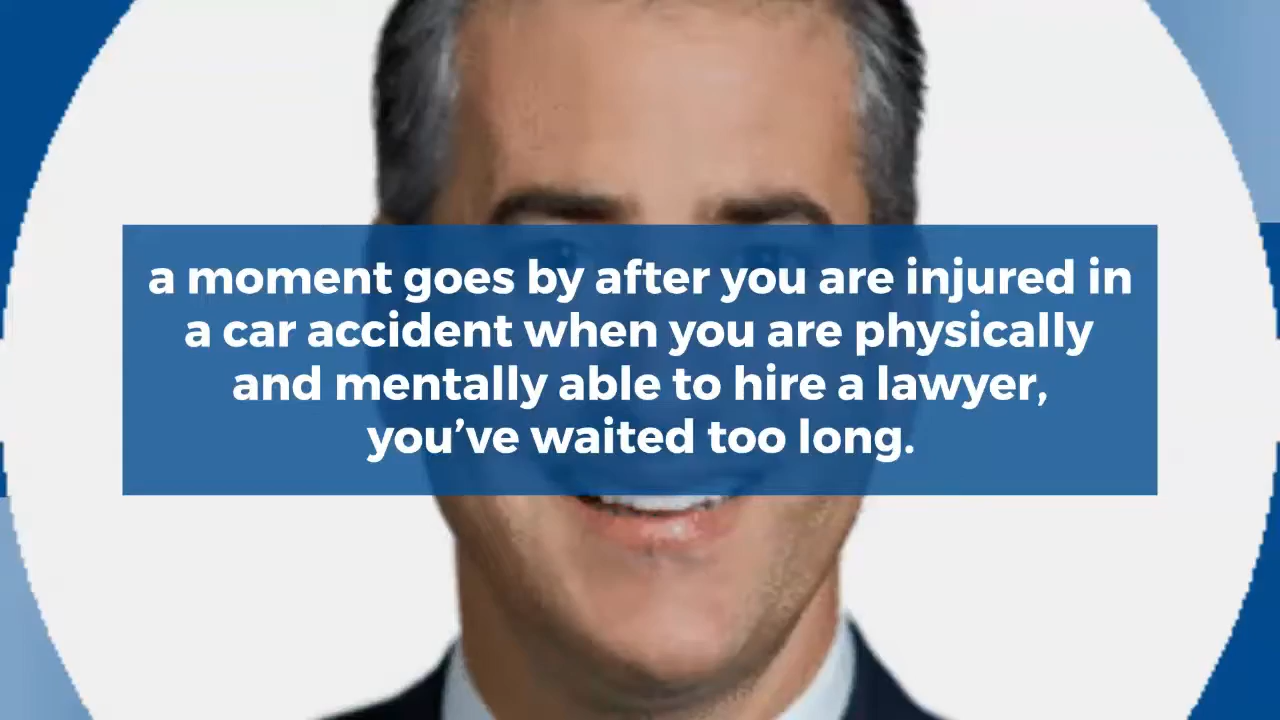 a moment goes by after you are injured in
a car accident when you are physically
and mentally able to hire a lawyer,
you’ve waited too long.